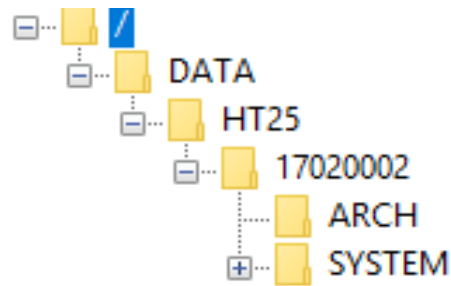 /
DATA
HT25
17020002
ARCH
SYSTEM